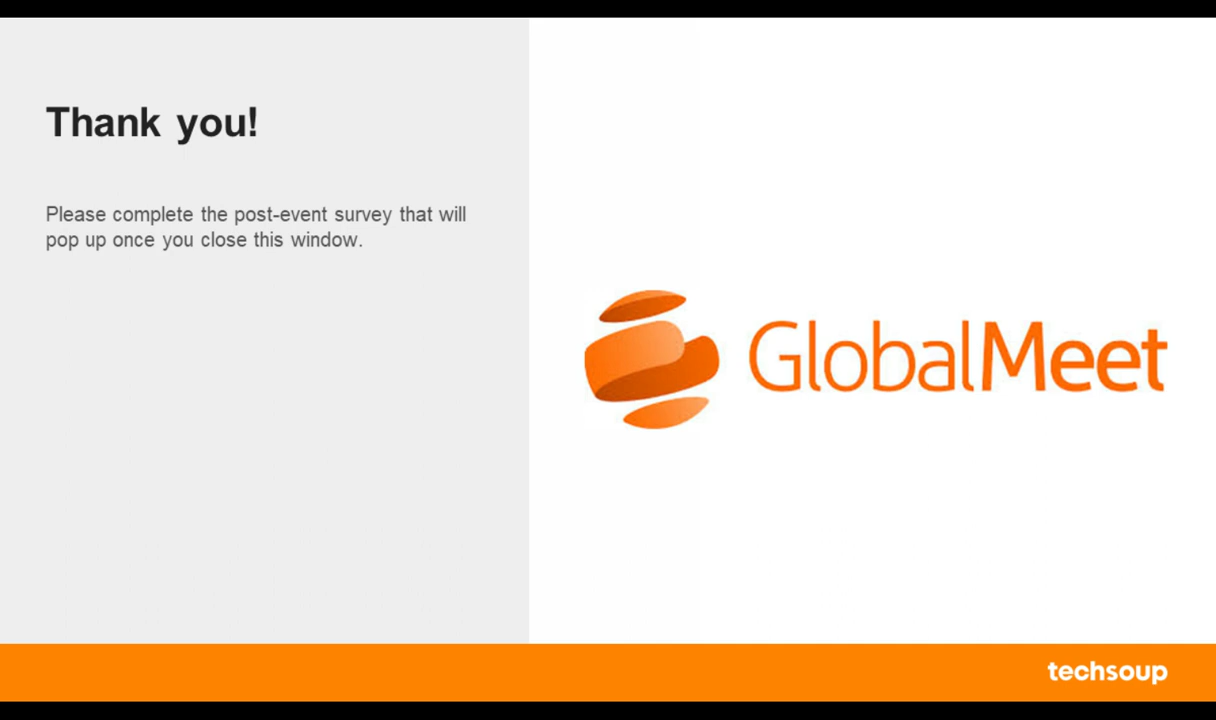 Thank you!
Please complete the post-event survey that will
pop up once you close this window.
GlobalMeet
techsoup